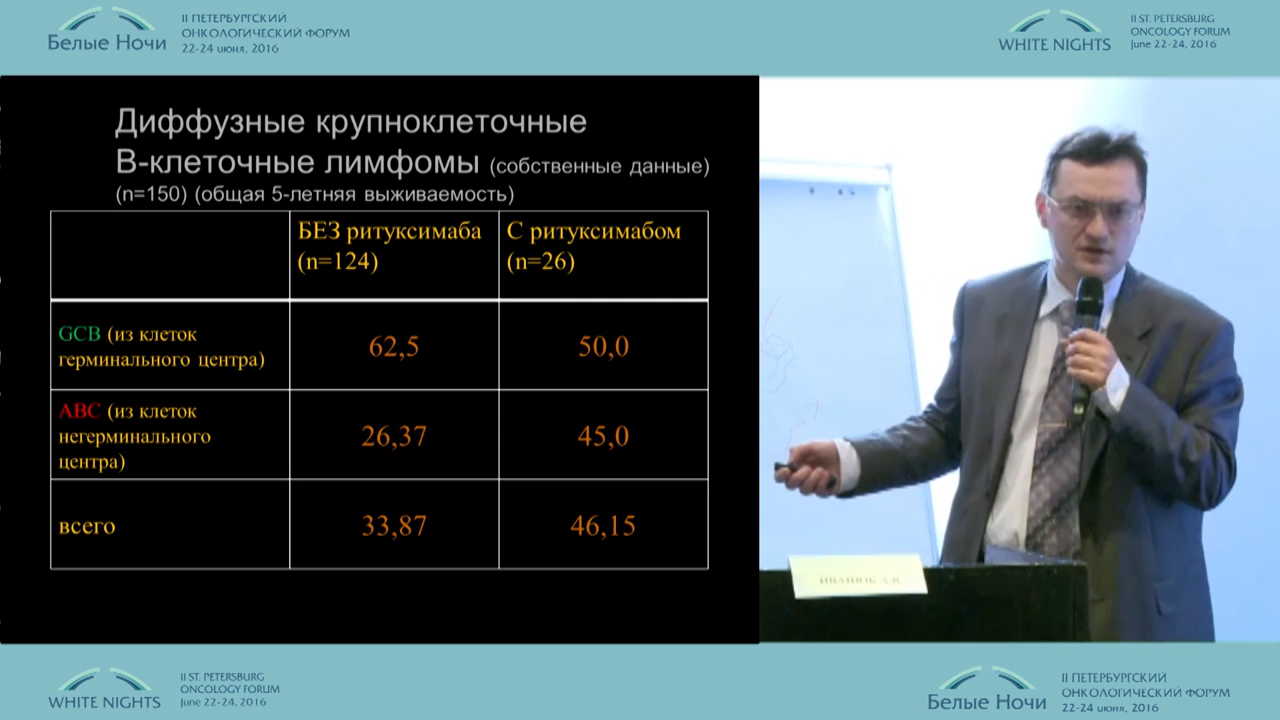 II ПЕТЕРБУРГСКИЙ
ОНКОЛОГИЧЕСКИЙ ФОРУМ
Белые Ночи
22-24 июня, 2016
II ST. PETERSBURG
ONCOLOGY FORUM
WHITE NIGHTS
June 22-24, 2016
Диффузные крупноклеточные
В-клеточные лимфомы (собственные данные)
(n=150) (общая 5-летняя выживаемость)
БЕЗ ритуксимаба
(n=124)
С ритуксимабом
(n=26)
GCB (из клеток
герминального центра)
62,5
50,0
ABC (из клеток
негерминального
центра)
26,37
45,0
всего
33,87
46,15
ИВАНЮК А.В.
II ST. PETERSBURG
ONCOLOGY FORUM
WHITE NIGHTS
June 22-24, 2016
II ПЕТЕРБУРГСКИЙ
ОНКОЛОГИЧЕСКИЙ ФОРУМ
Белые Ночи
22-24 июня, 2016